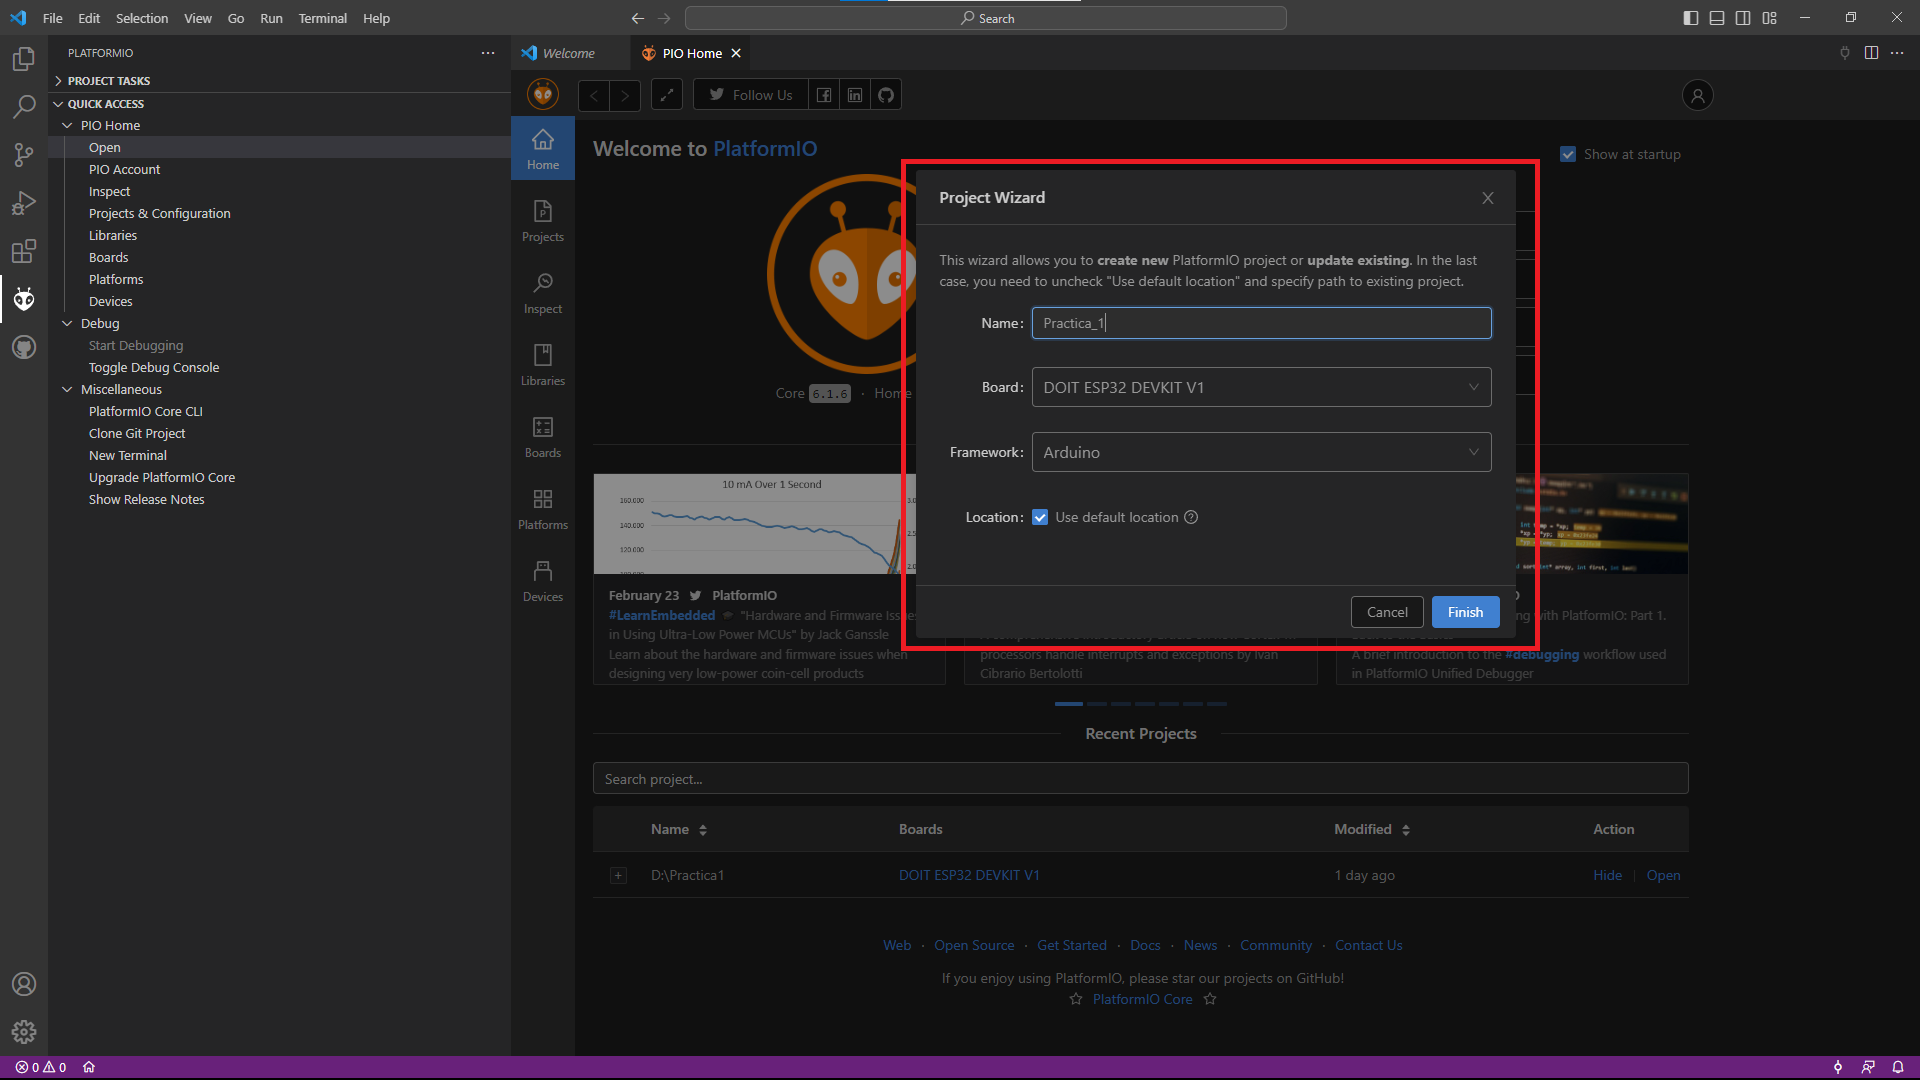 File Edit Selection View Go Run Terminal Help
Search
PLATFORMIO
PROJECT TASKS
QUICK ACCESS
PIO Home
Open
PIO Account
Inspect
Projects & Configuration
Libraries
Boards
Platforms
Devices
Debug
Start Debugging
Toggle Debug Console
Miscellaneous
PlatformIO Core CLI
Clone Git Project
New Terminal
Upgrade PlatformIO Core
Show Release Notes
Welcome
PIO Home
Follow Us
Home
Projects
Inspect
Libraries
Boards
Platforms
Devices
Welcome to PlatformIO
Show at startup
Core 6.1.6 · Home
Project Wizard
This wizard allows you to create new PlatformIO project or update existing. In the last
case, you need to uncheck "Use default location" and specify path to existing project.
Name: Practica_1
Board: DOIT ESP32 DEVKIT V1
Framework: Arduino
Location: Use default location
Cancel
Finish
10 mA Over 1 Second
160.000
140.000
120.000
February 23 PlatformIO
#LearnEmbedded "Hardware and Firmware Issues
in Using Ultra-Low Power MCUs" by Jack Ganssle
Learn about the hardware and firmware issues when
designing very low-power coin-cell products
processors handle interrupts and exceptions by Ivan
Cibrario Bertolotti
with PlatformIO: Part 1.
A brief introduction to the #debugging workflow used
in PlatformIO Unified Debugger
Recent Projects
Search project...
Name Boards Modified Action
D:\Practica1 DOIT ESP32 DEVKIT V1 1 day ago Hide Open
Web · Open Source · Get Started · Docs · News · Community · Contact Us
If you enjoy using PlatformIO, please star our projects on GitHub!
PlatformIO Core
0 0